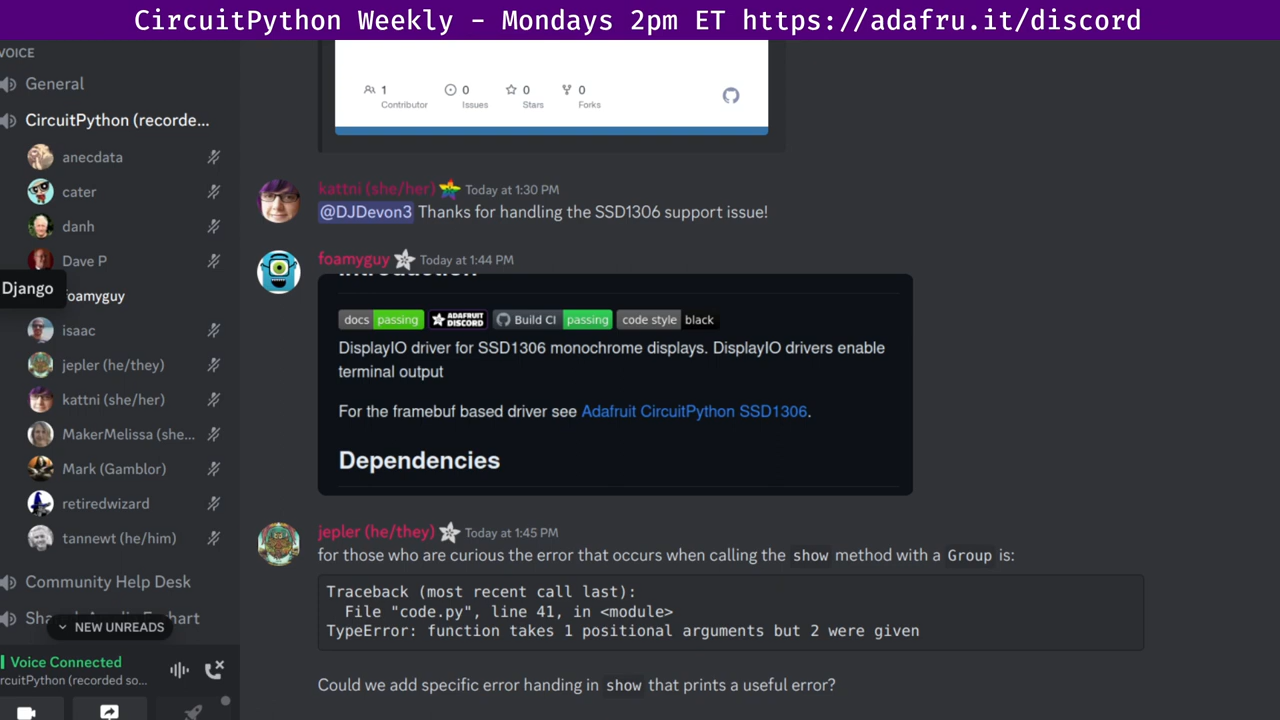 CircuitPython Weekly - Mondays 2pm ET https://adafru.it/discord
VOICE
General
CircuitPython (recorde...
anecdata
cater
danh
Dave P
Django
foamyguy
isaac
jepler (he/they)
kattni (she/her)
MakerMelissa (she...
Mark (Gamblor)
retiredwizard
tannewt (he/him)
Community Help Desk
NEW UNREADS
Voice Connected
rcuitPython (recorded so...
1 0 0 0
Contributor Issues Stars Forks
kattni (she/her) Today at 1:30 PM
@DJDevon3 Thanks for handling the SSD1306 support issue!
foamyguy Today at 1:44 PM
Introduction
docs passing ADAFRUIT DISCORD Build CI passing code style black
DisplayIO driver for SSD1306 monochrome displays. DisplayIO drivers enable
terminal output
For the framebuf based driver see Adafruit CircuitPython SSD1306.
Dependencies
jepler (he/they) Today at 1:45 PM
for those who are curious the error that occurs when calling the show method with a Group is:
Traceback (most recent call last):
File "code.py", line 41, in <module>
TypeError: function takes 1 positional arguments but 2 were given
Could we add specific error handing in show that prints a useful error?